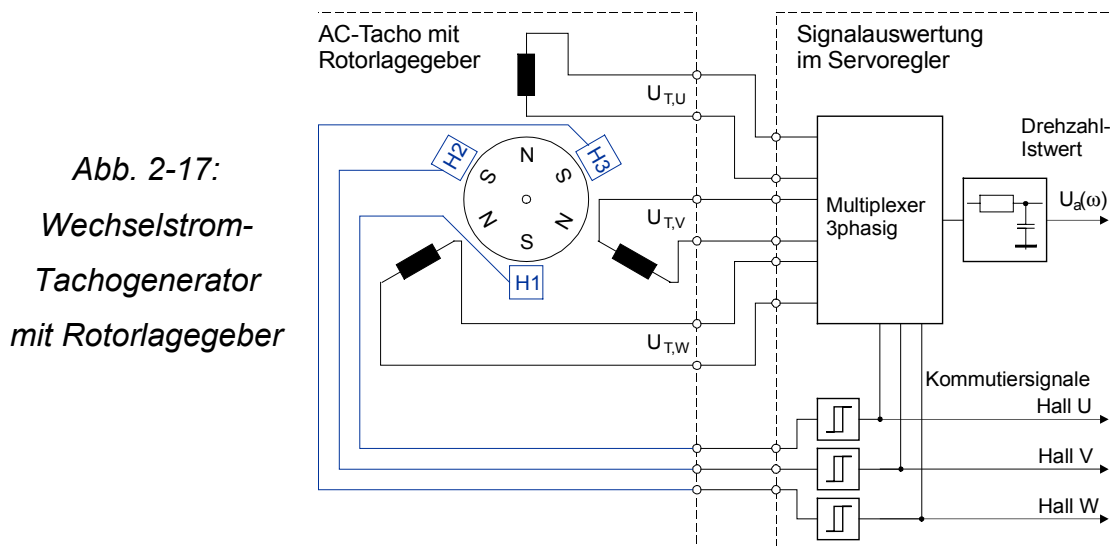 Abb. 2-17:
Wechselstrom-
Tachogenerator
mit Rotorlagegeber
AC-Tacho mit
Rotorlagegeber
Signalauswertung
im Servoregler
U T,U
H2
H3
N
S
S
N
N
S
H1
U T,V
U T,W
Multiplexer
3phasig
Drehzahl-
Istwert
Ua(ω)
Kommutiersignale
Hall U
Hall V
Hall W